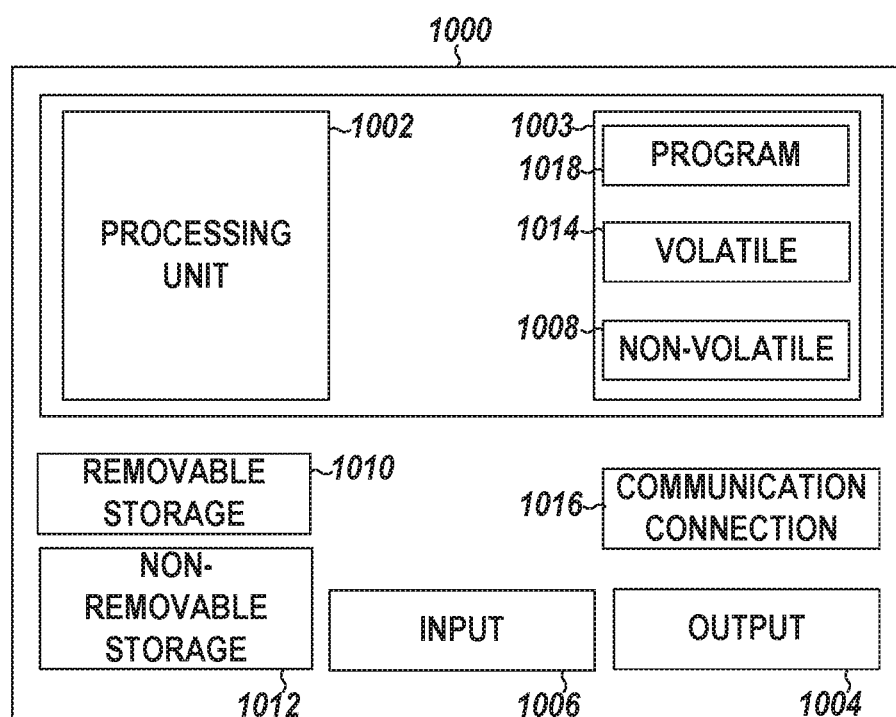 1000
1002
1003
PROGRAM
1018
PROCESSING
UNIT
1014
VOLATILE
1008
NON-VOLATILE
REMOVABLE
STORAGE
1010
1016
COMMUNICATION
CONNECTION
NON-
REMOVABLE
STORAGE
INPUT
OUTPUT
1012
1006
1004